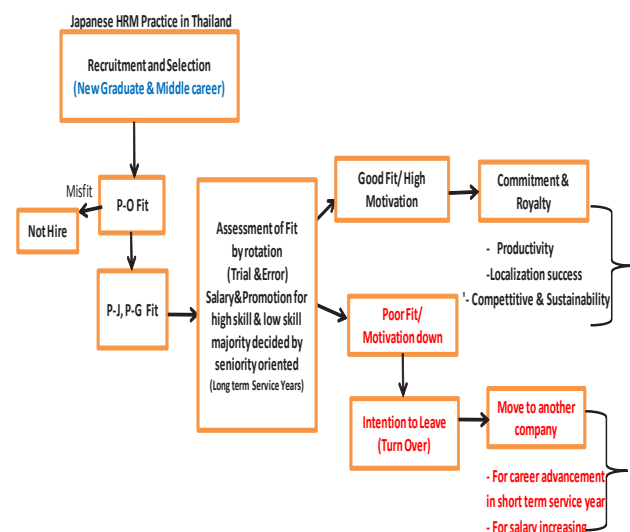 Japanese HRM Practice in Thailand
Recruitment and Selection
(New Graduate & Middle career)
Misfit
P-O Fit
Not Hire
P-J, P-G Fit
Assessment of Fit
by rotation
(Trial &Error)
Salary&Promotion for
high skill & low skill
majority decided by
seniority oriented
(Long term Service Years)
Good Fit/ High
Motivation
Commitment &
Royalty
- Productivity
-Localization success
'- Compettitive & Sustainability
Poor Fit/
Motivation down
Intention to Leave
(Turn Over)
Move to another
company
- For career advancement
in short term service year
- For salary increasing